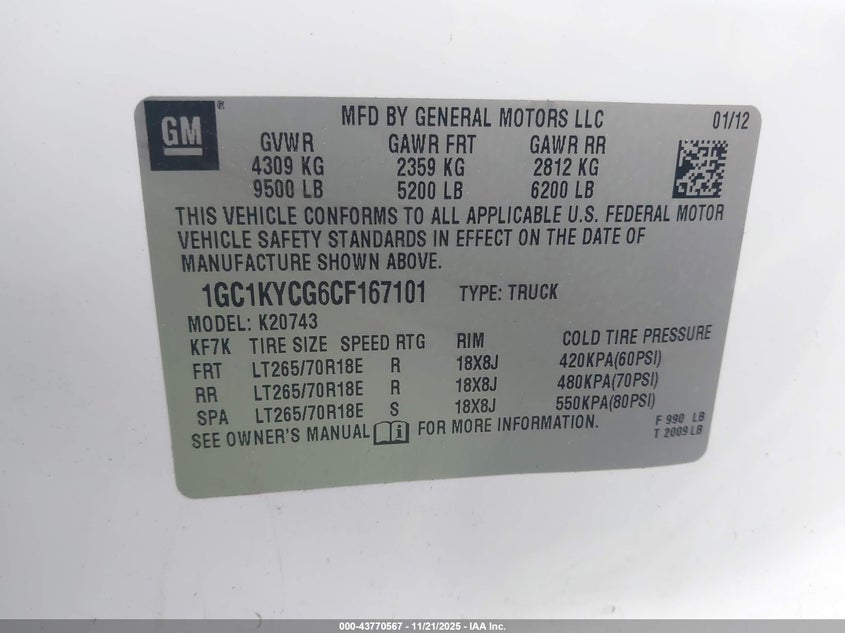 GM ®
MFD BY GENERAL MOTORS LLC 01/12
GVWR GAWR FRT GAWR RR
4309 KG 2359 KG 2812 KG
9500 LB 5200 LB 6200 LB
THIS VEHICLE CONFORMS TO ALL APPLICABLE U.S. FEDERAL MOTOR
VEHICLE SAFETY STANDARDS IN EFFECT ON THE DATE OF
MANUFACTURE SHOWN ABOVE.
1GC1KYCG6CF167101 TYPE: TRUCK
MODEL: K20743
KF7K TIRE SIZE SPEED RTG RIM COLD TIRE PRESSURE
FRT LT265/70R18E R 18X8J 420KPA(60PSI)
RR LT265/70R18E R 18X8J 480KPA(70PSI)
SPA LT265/70R18E S 18X8J 550KPA(80PSI)
SEE OWNER'S MANUAL FOR MORE INFORMATION.
F 990 LB
T 2009 LB
000-43770567 - 11/21/2025 - IAA Inc.